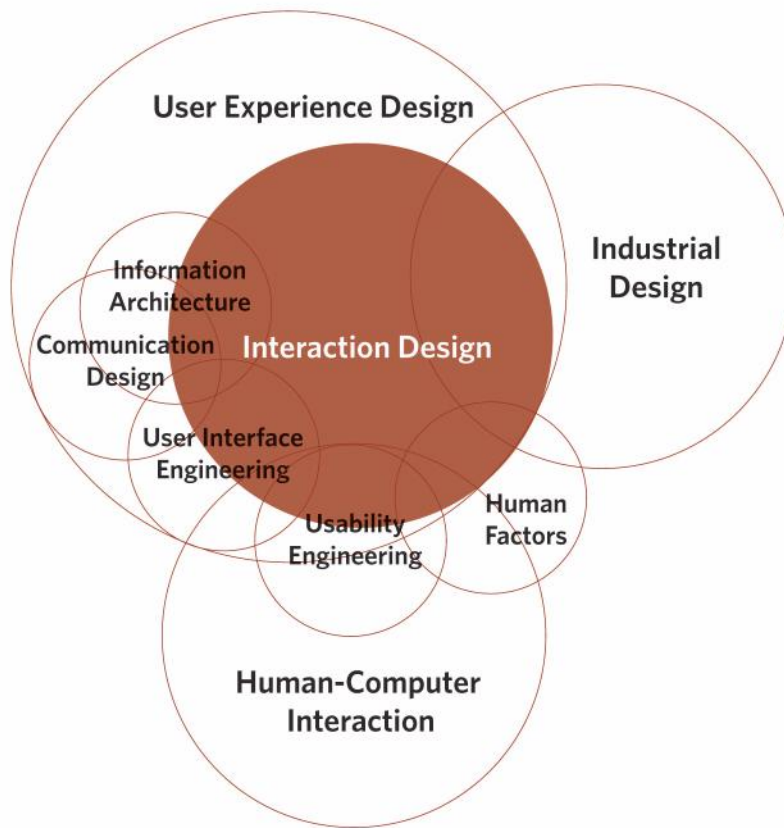 User Experience Design
Industrial
Design
Information
Architecture
Communication
Design
Interaction Design
User Interface
Engineering
Usability
Engineering
Human
Factors
Human-Computer
Interaction